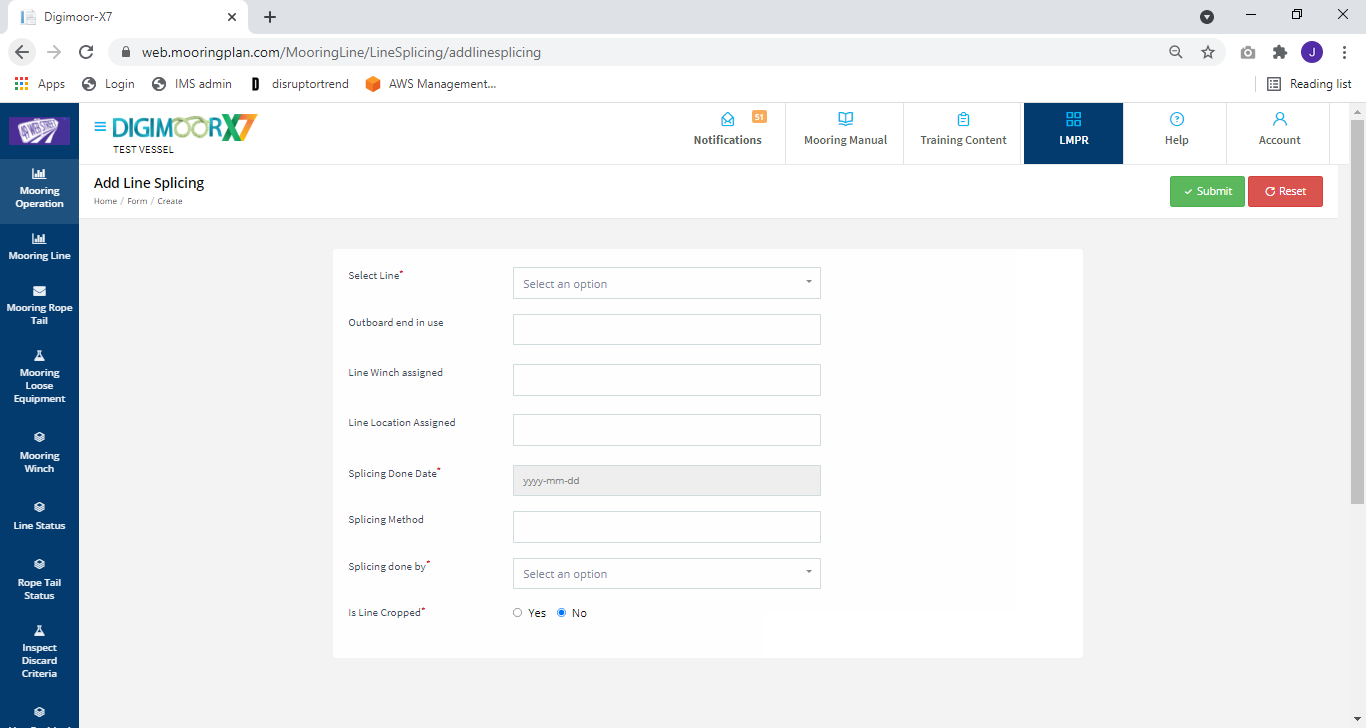 Digimoor-X7
web.mooringplan.com/MooringLine/LineSplicing/addlinesplicing
J
Apps
Login
IMS admin
D
disruptortrend
AWS Management...
Reading list
49 WEB STREET
DIGIMOORX7
TEST VESSEL
51
Notifications
Mooring Manual
Training Content
LMPR
Help
Account
Add Line Splicing
Home / Form / Create
Submit
Reset
Mooring
Operation
Mooring Line
Mooring Rope
Tail
Mooring
Loose
Equipment
Mooring
Winch
Line Status
Rope Tail
Status
Inspect
Discard
Criteria
Select Line*
Select an option
Outboard end in use
Line Winch assigned
Line Location Assigned
Splicing Done Date*
yyyy-mm-dd
Splicing Method
Splicing done by*
Select an option
Is Line Cropped*
Yes
No